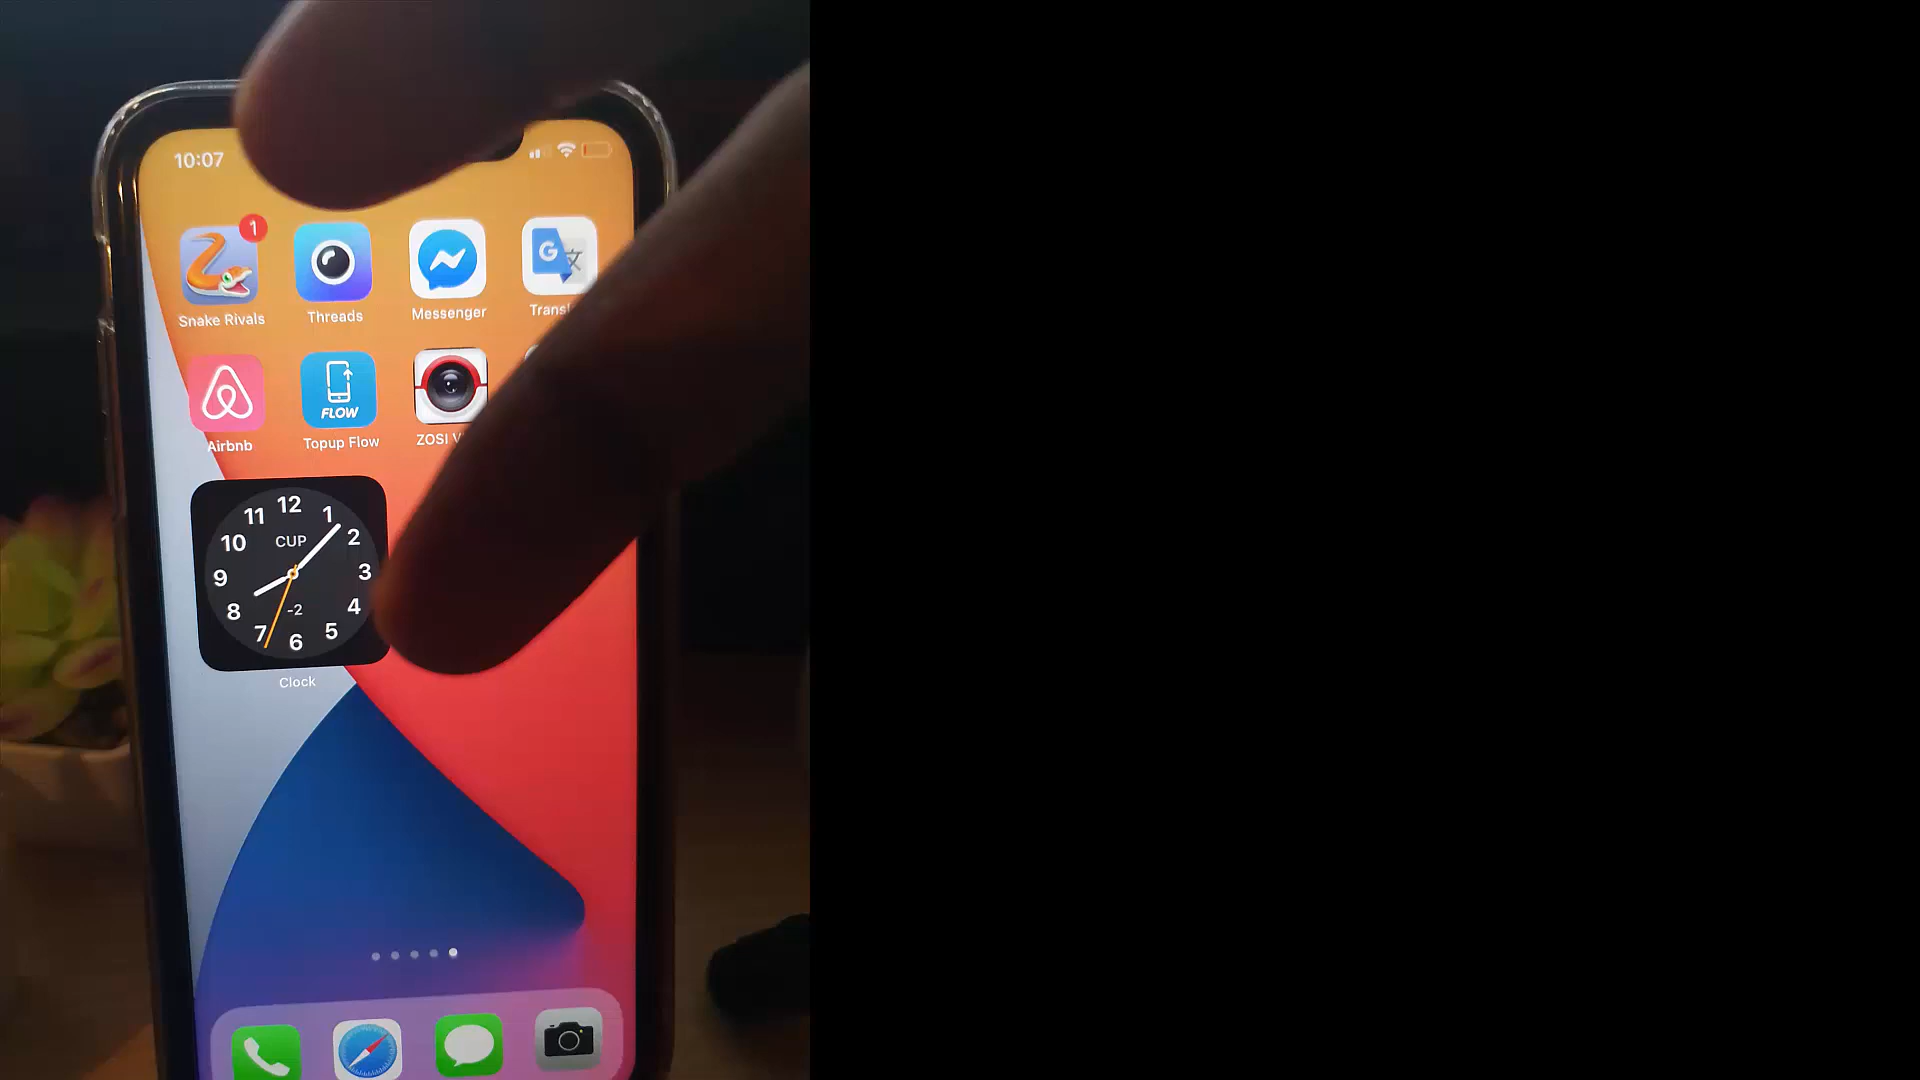 10:07
1
Snake Rivals
Threads
Messenger
G
Airbnb
FLOW
Topup Flow
ZOSI
12
11
1
10
CUP
2
9
3
8
-2
4
7
6
5
Clock